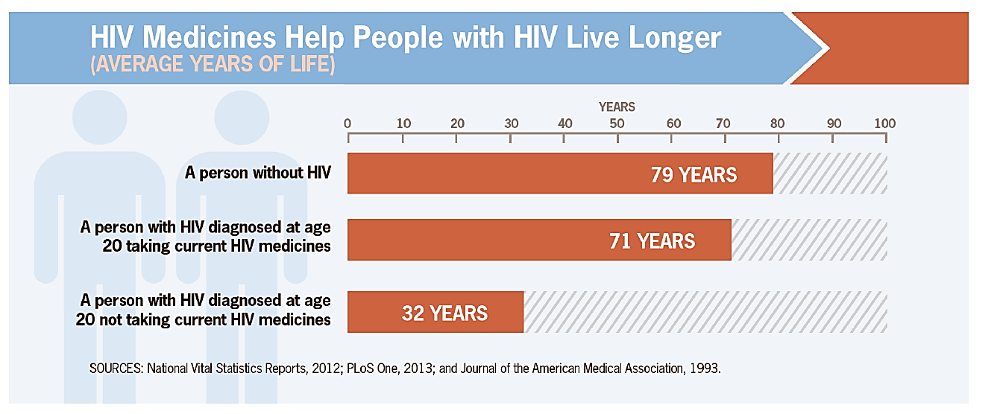 HIV Medicines Help People with HIV Live Longer
(AVERAGE YEARS OF LIFE)
YEARS
0 10 20 30 40 50 60 70 80 90 100
A person without HIV
79 YEARS
A person with HIV diagnosed at age
20 taking current HIV medicines
71 YEARS
A person with HIV diagnosed at age
20 not taking current HIV medicines
32 YEARS
SOURCES: National Vital Statistics Reports, 2012; PLoS One, 2013; and Journal of the American Medical Association, 1993.